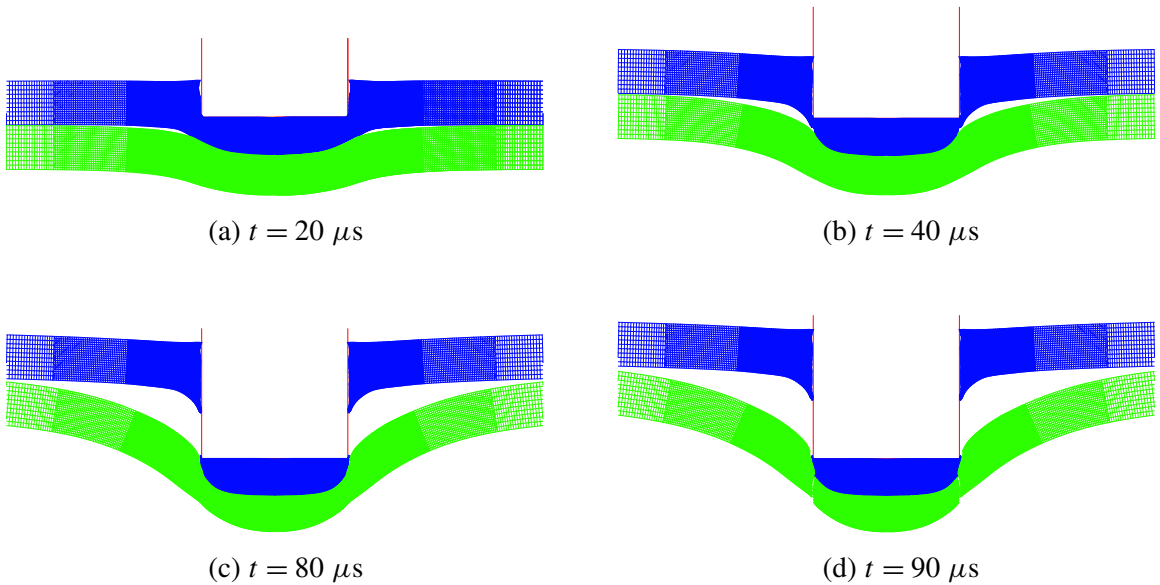 (a) t = 20 μs
(b) t = 40 μs
(c) t = 80 μs
(d) t = 90 μs